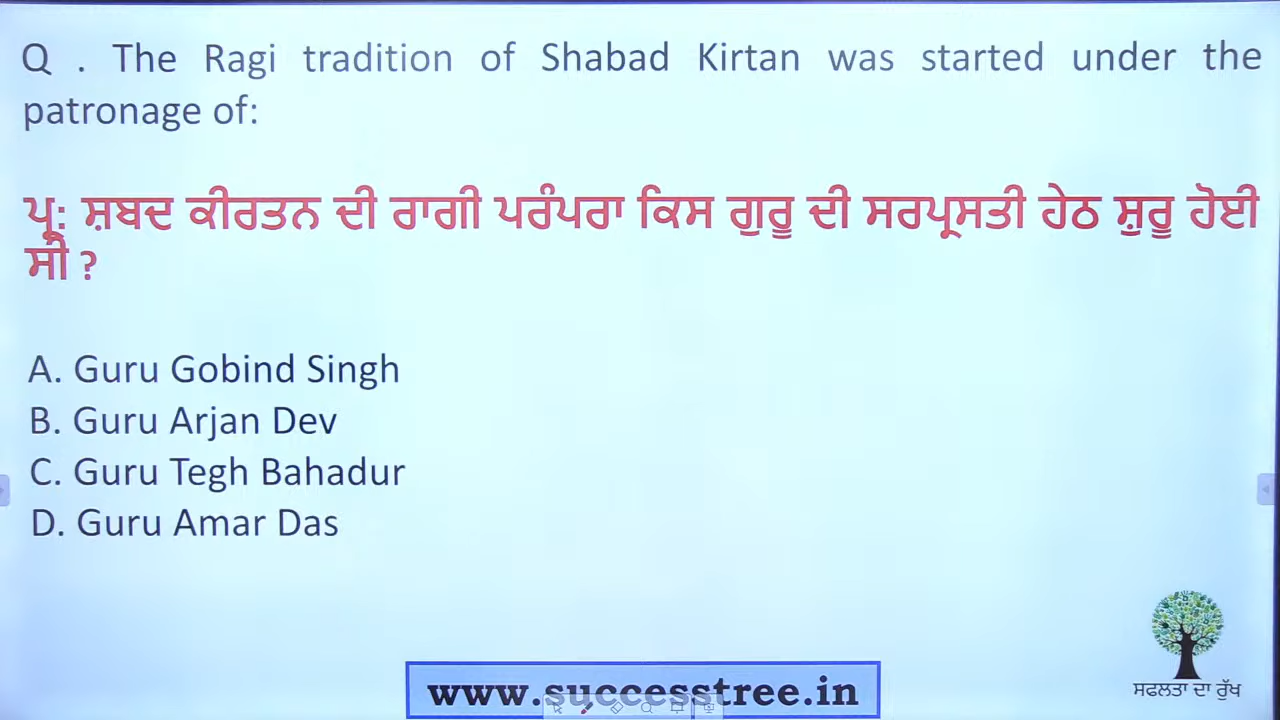 Q . The Ragi tradition of Shabad Kirtan was started under the
patronage of:
ਪ੍ਰ: ਸ਼ਬਦ ਕੀਰਤਨ ਦੀ ਰਾਗੀ ਪਰੰਪਰਾ ਕਿਸ ਗੁਰੂ ਦੀ ਸਰਪ੍ਰਸਤੀ ਹੇਠ ਸ਼ੁਰੂ ਹੋਈ
ਸੀ ?
A. Guru Gobind Singh
B. Guru Arjan Dev
C. Guru Tegh Bahadur
D. Guru Amar Das
ਸਫਲਤਾ ਦਾ ਰੁੱਖ
www.successtree.in